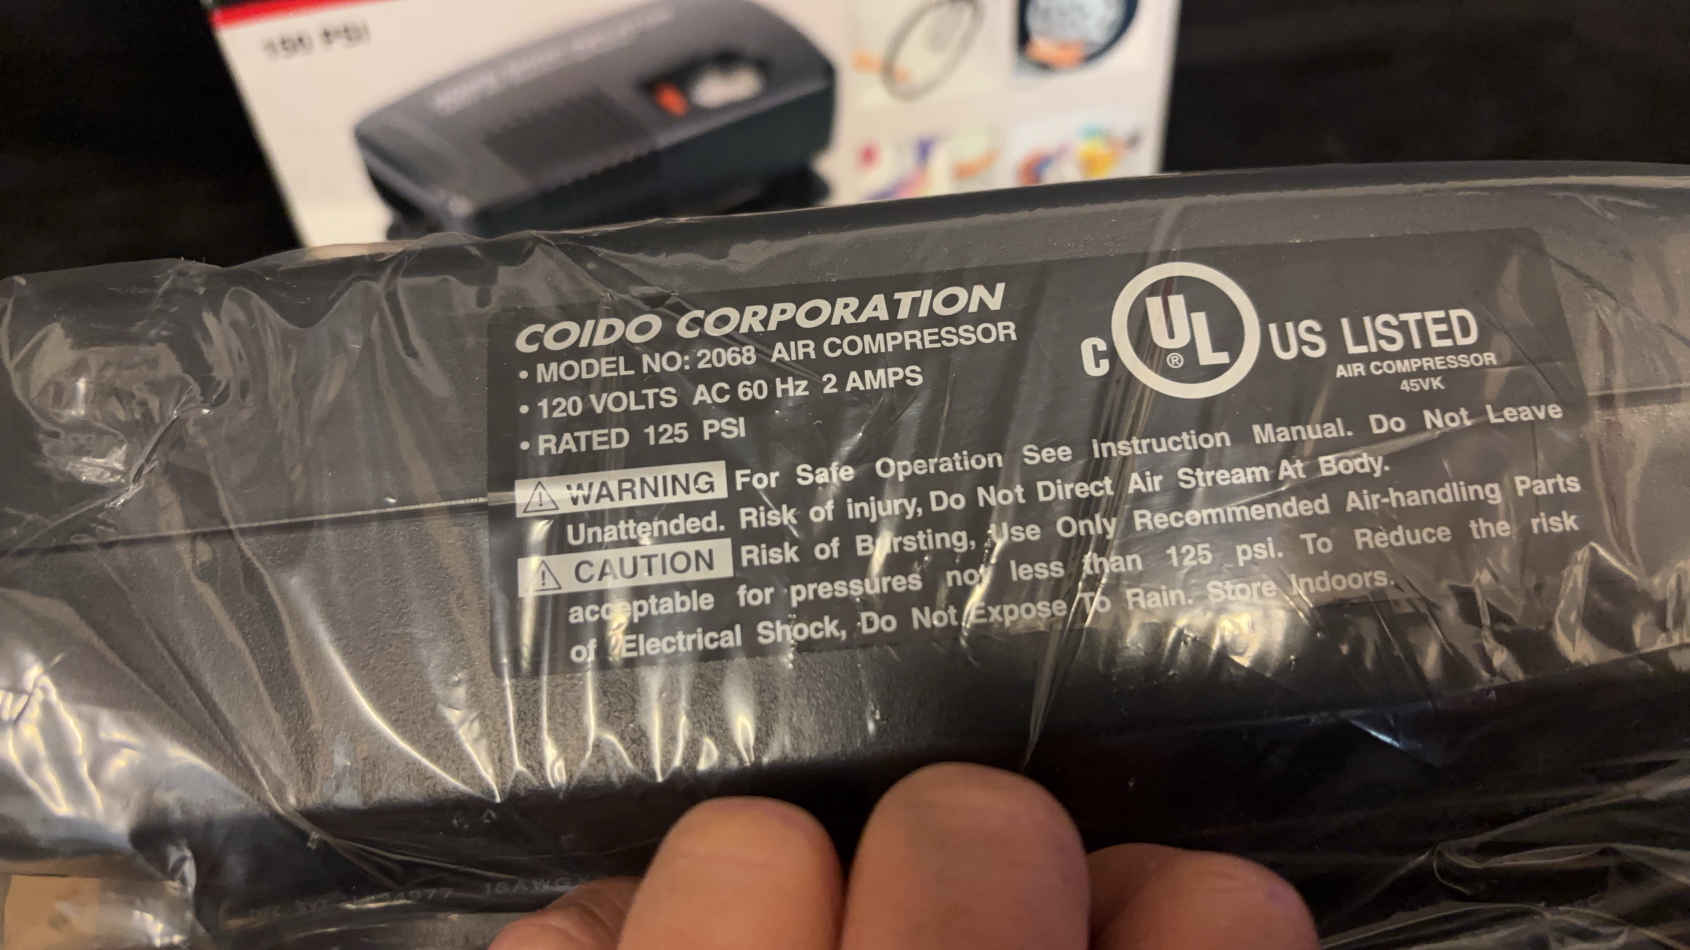 150 PSI
COIDO CORPORATION
• MODEL NO: 2068 AIR COMPRESSOR
• 120 VOLTS AC 60 Hz 2 AMPS
• RATED 125 PSI
C UL ® US LISTED
AIR COMPRESSOR
45VK
⚠ WARNING For Safe Operation See Instruction Manual. Do Not Leave
Unattended. Risk of injury, Do Not Direct Air Stream At Body.
⚠ CAUTION Risk of Bursting, Use Only Recommended Air-handling Parts
acceptable for pressures not less than 125 psi. To Reduce the risk
of Electrical Shock, Do Not Expose To Rain. Store Indoors.